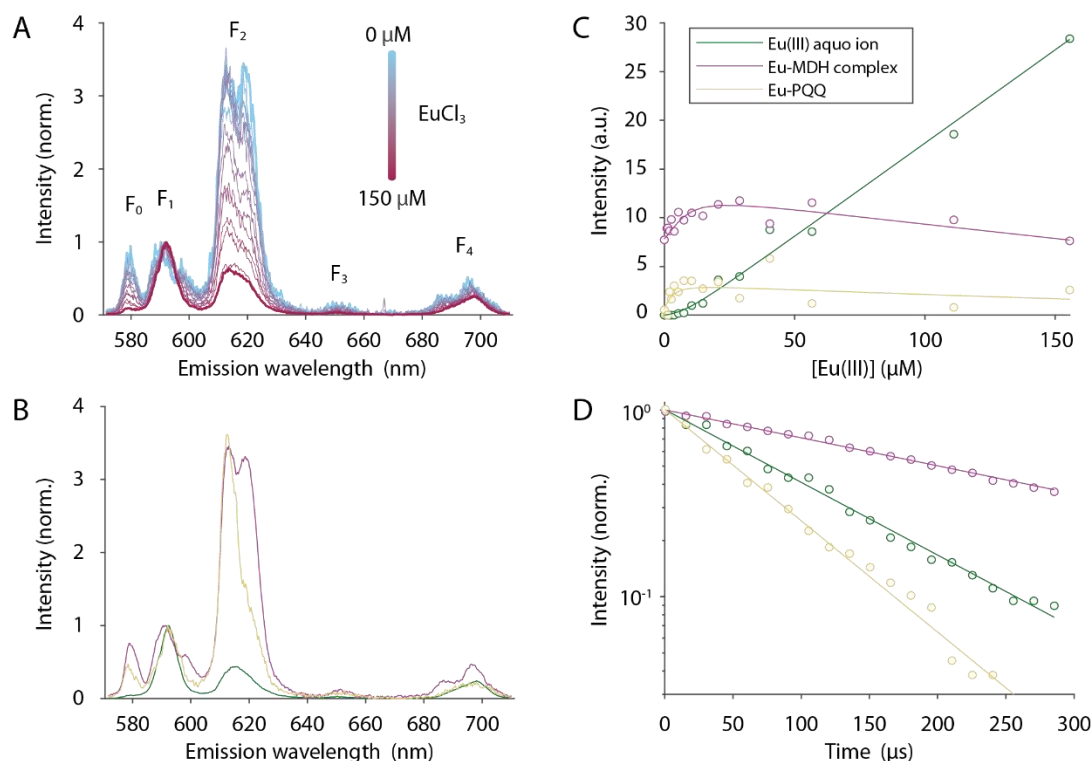 A
4
3
2
1
0
Intensity (norm.)
F₀
F₁
F₂
F₃
F₄
0 µM
EuCl₃
150 µM
580 600 620 640 660 680 700
Emission wavelength (nm)
B
4
3
2
1
0
Intensity (norm.)
580 600 620 640 660 680 700
Emission wavelength (nm)
C
30
25
20
15
10
5
0
Intensity (a.u.)
Eu(III) aquo ion
Eu-MDH complex
Eu-PQQ
0 50 100 150
[Eu(III)] (µM)
D
10⁰
10⁻¹
Intensity (norm.)
0 50 100 150 200 250 300
Time (µs)